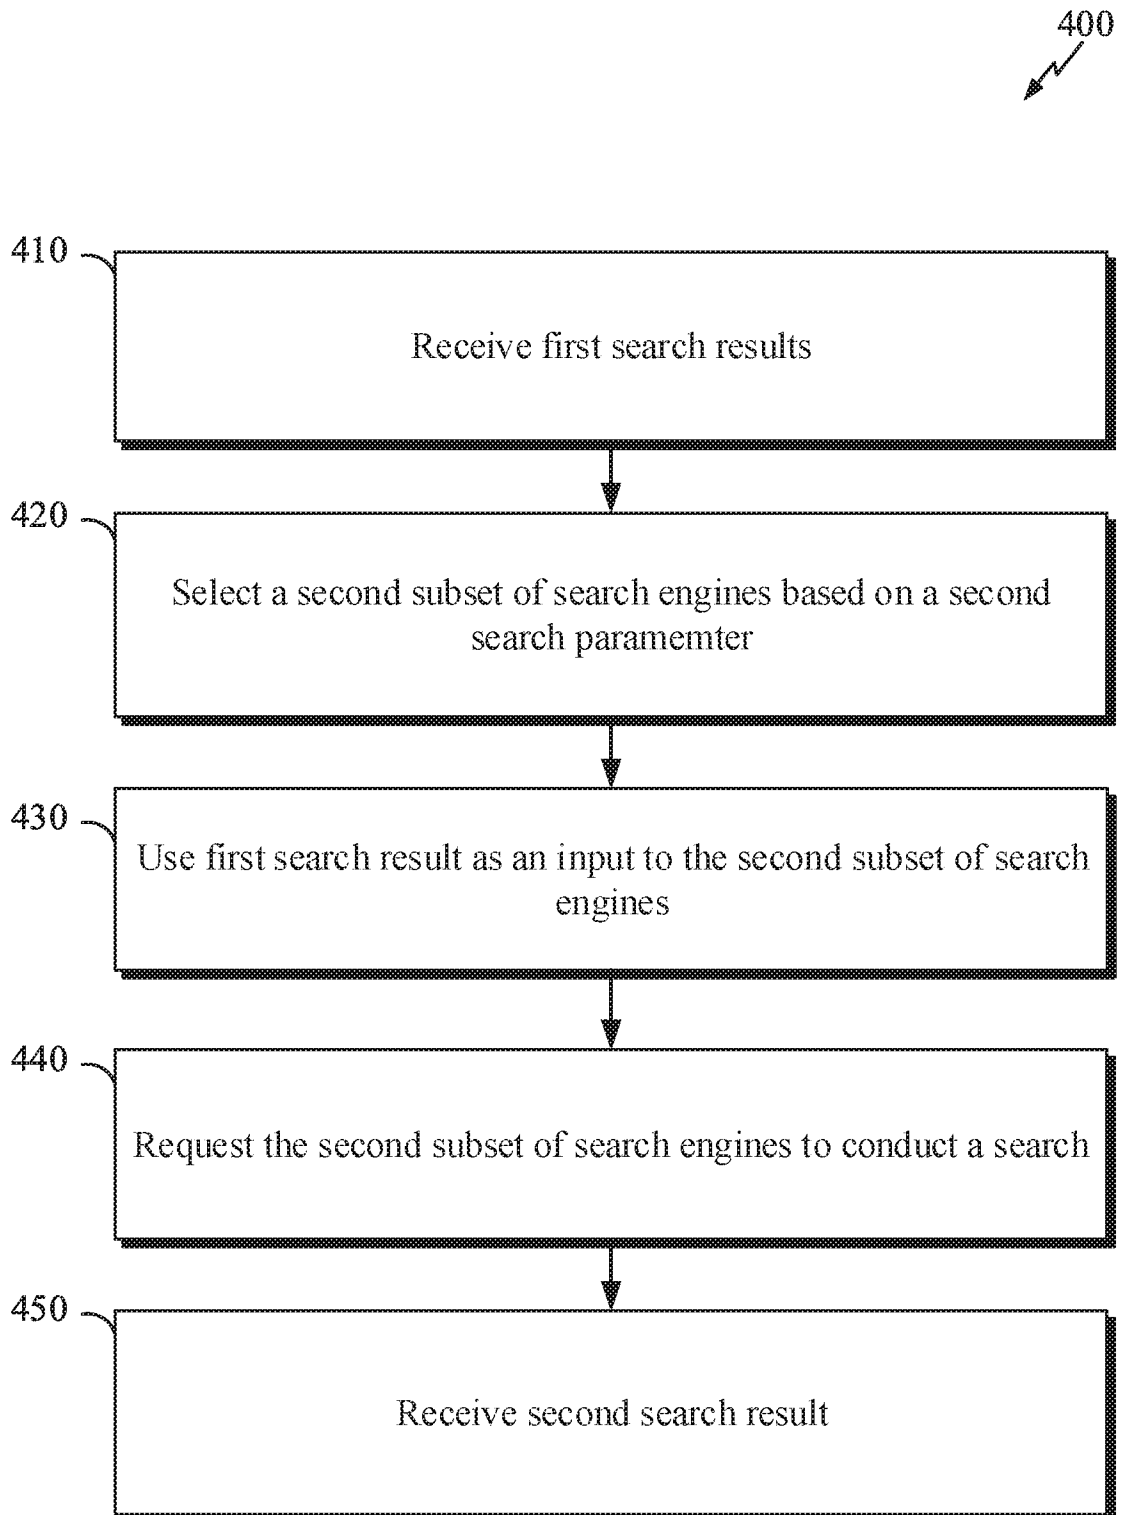 400
410
Receive first search results
420
Select a second subset of search engines based on a second
search paramemter
430
Use first search result as an input to the second subset of search
engines
440
Request the second subset of search engines to conduct a search
450
Receive second search result